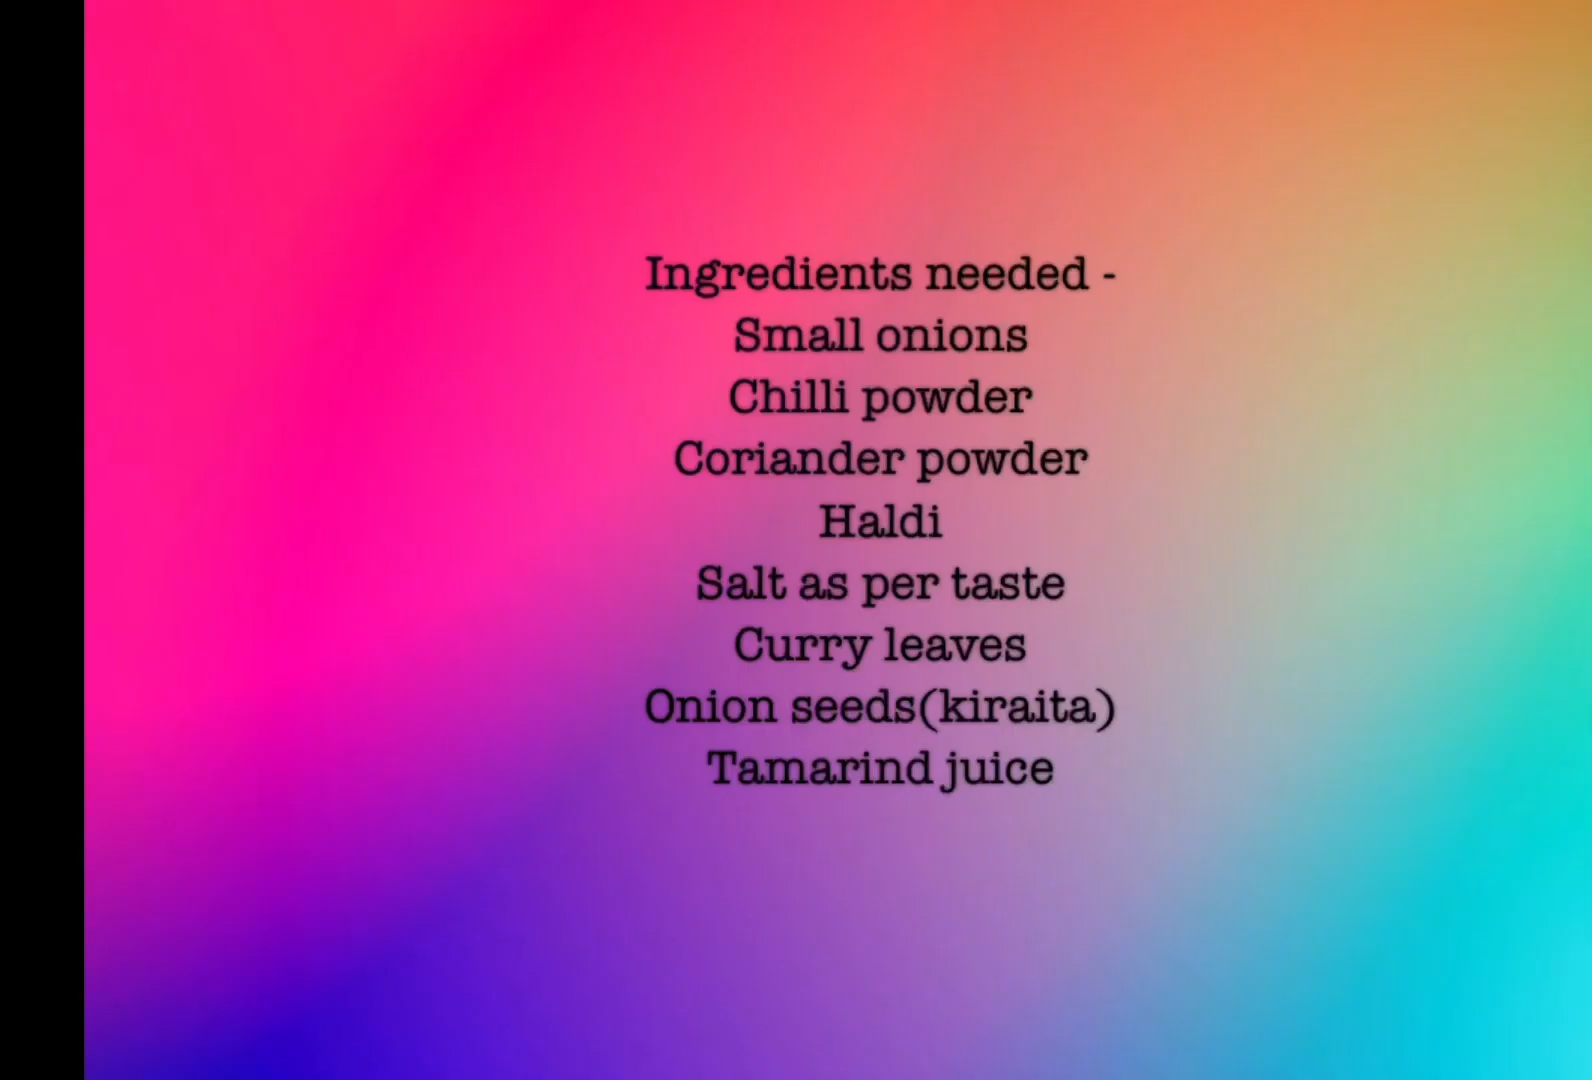 Ingredients needed -
Small onions
Chilli powder
Coriander powder
Haldi
Salt as per taste
Curry leaves
Onion seeds(kiraita)
Tamarind juice